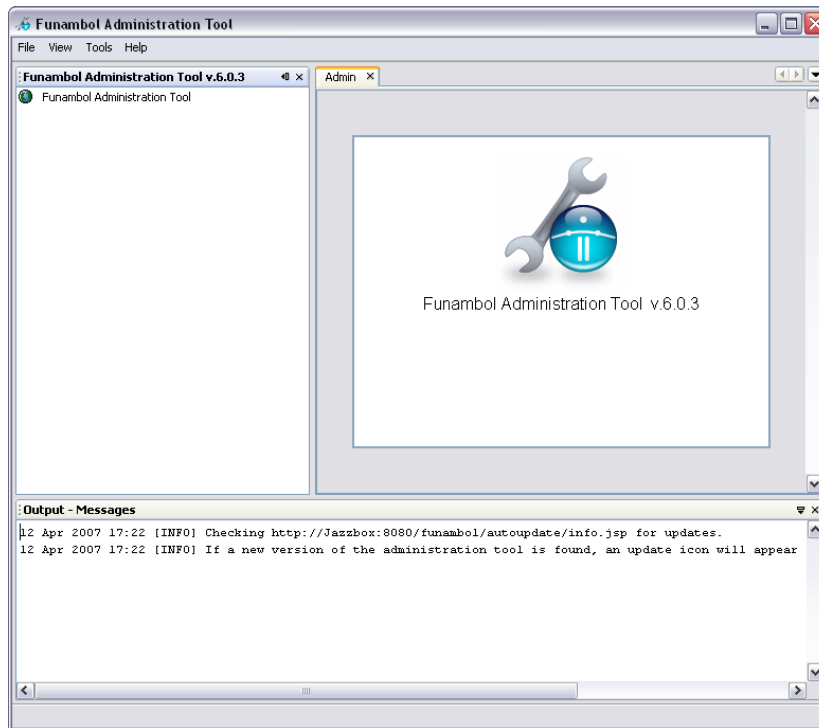 Funambol Administration Tool
File View Tools Help
Funambol Administration Tool v.6.0.3
Funambol Administration Tool
Admin
Funambol Administration Tool v.6.0.3
Output - Messages
12 Apr 2007 17:22 [INFO] Checking http://Jazzbox:8080/funambol/autoupdate/info.jsp for updates.
12 Apr 2007 17:22 [INFO] If a new version of the administration tool is found, an update icon will appear